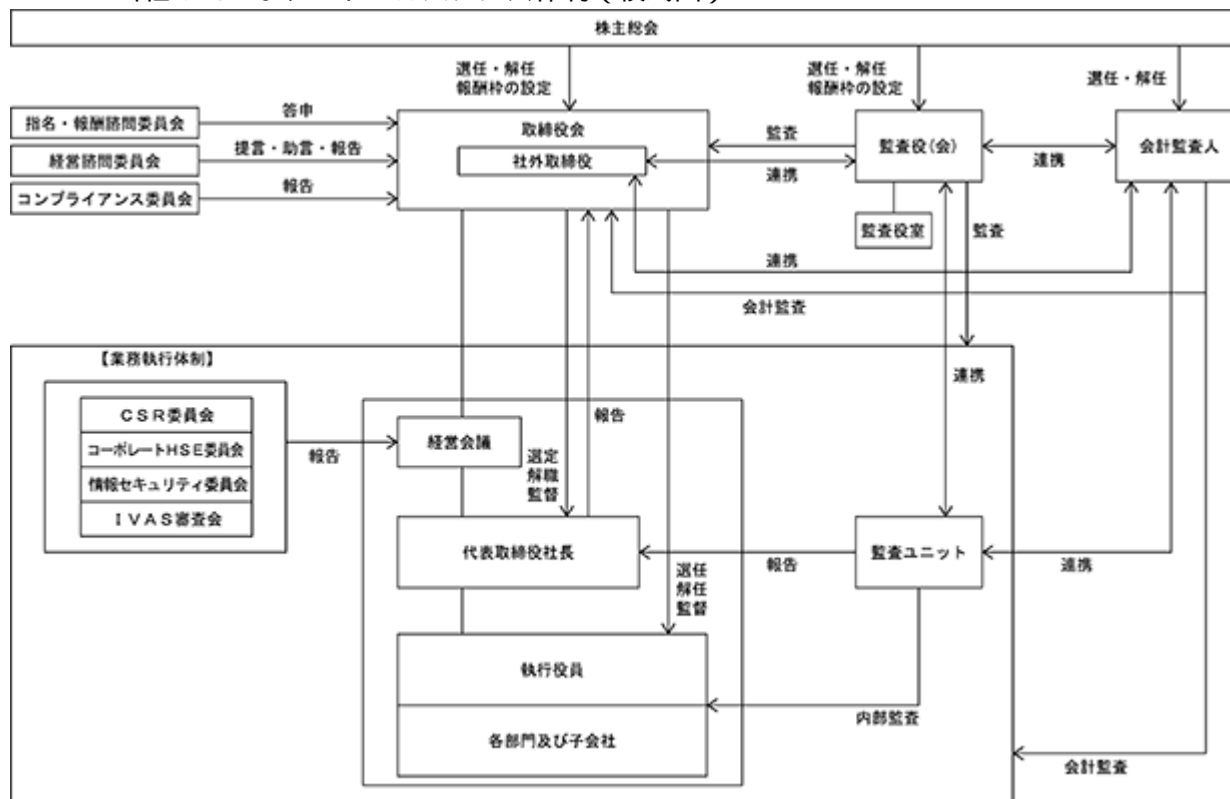 株主総会
選任・解任
報酬枠の設定
選任・解任
報酬枠の設定
選任・解任
指名・報酬諮問委員会
答申
取締役会
監査
監査役(会)
会計監査人
経営諮問委員会
提言・助言・報告
社外取締役
連携
連携
コンプライアンス委員会
報告
監査役室
監査
連携
会計監査
【業務執行体制】
連携
CSR委員会
コーポレートHSE委員会
情報セキュリティ委員会
IVAS審査会
報告
経営会議
報告
選定
解職
監督
代表取締役社長
報告
監査ユニット
連携
選任
解任
監督
執行役員
内部監査
各部門及び子会社
会計監査